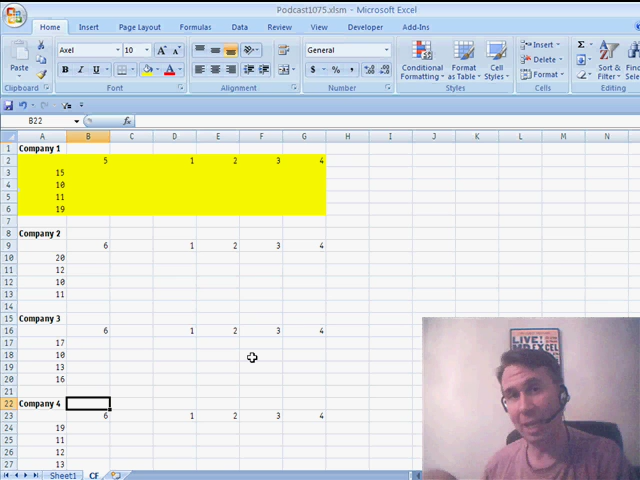 Podcast1075.xlsm - Microsoft Excel
Home Insert Page Layout Formulas Data Review View Developer Add-Ins
Axel 10 General Insert Σ
Paste B I U Conditional Format Cell Delete Sort &
Formatting as Table Styles Format Filter
Clipboard Font Alignment Number Styles Cells
B22 fx
A B C D E F G H I J K L M N
1 Company 1
2 5 1 2 3 4
3 15
4 10
5 11
6 19
7
8 Company 2
9 6 1 2 3 4
10 20
11 12
12 10
13 11
14
15 Company 3
16 6 1 2 3 4
17 17
18 10
19 13
20 16
21
22 Company 4
23 6 1 2 3 4
24 19
25 11
26 12
27 13
LIVE!
Sheet1 CF